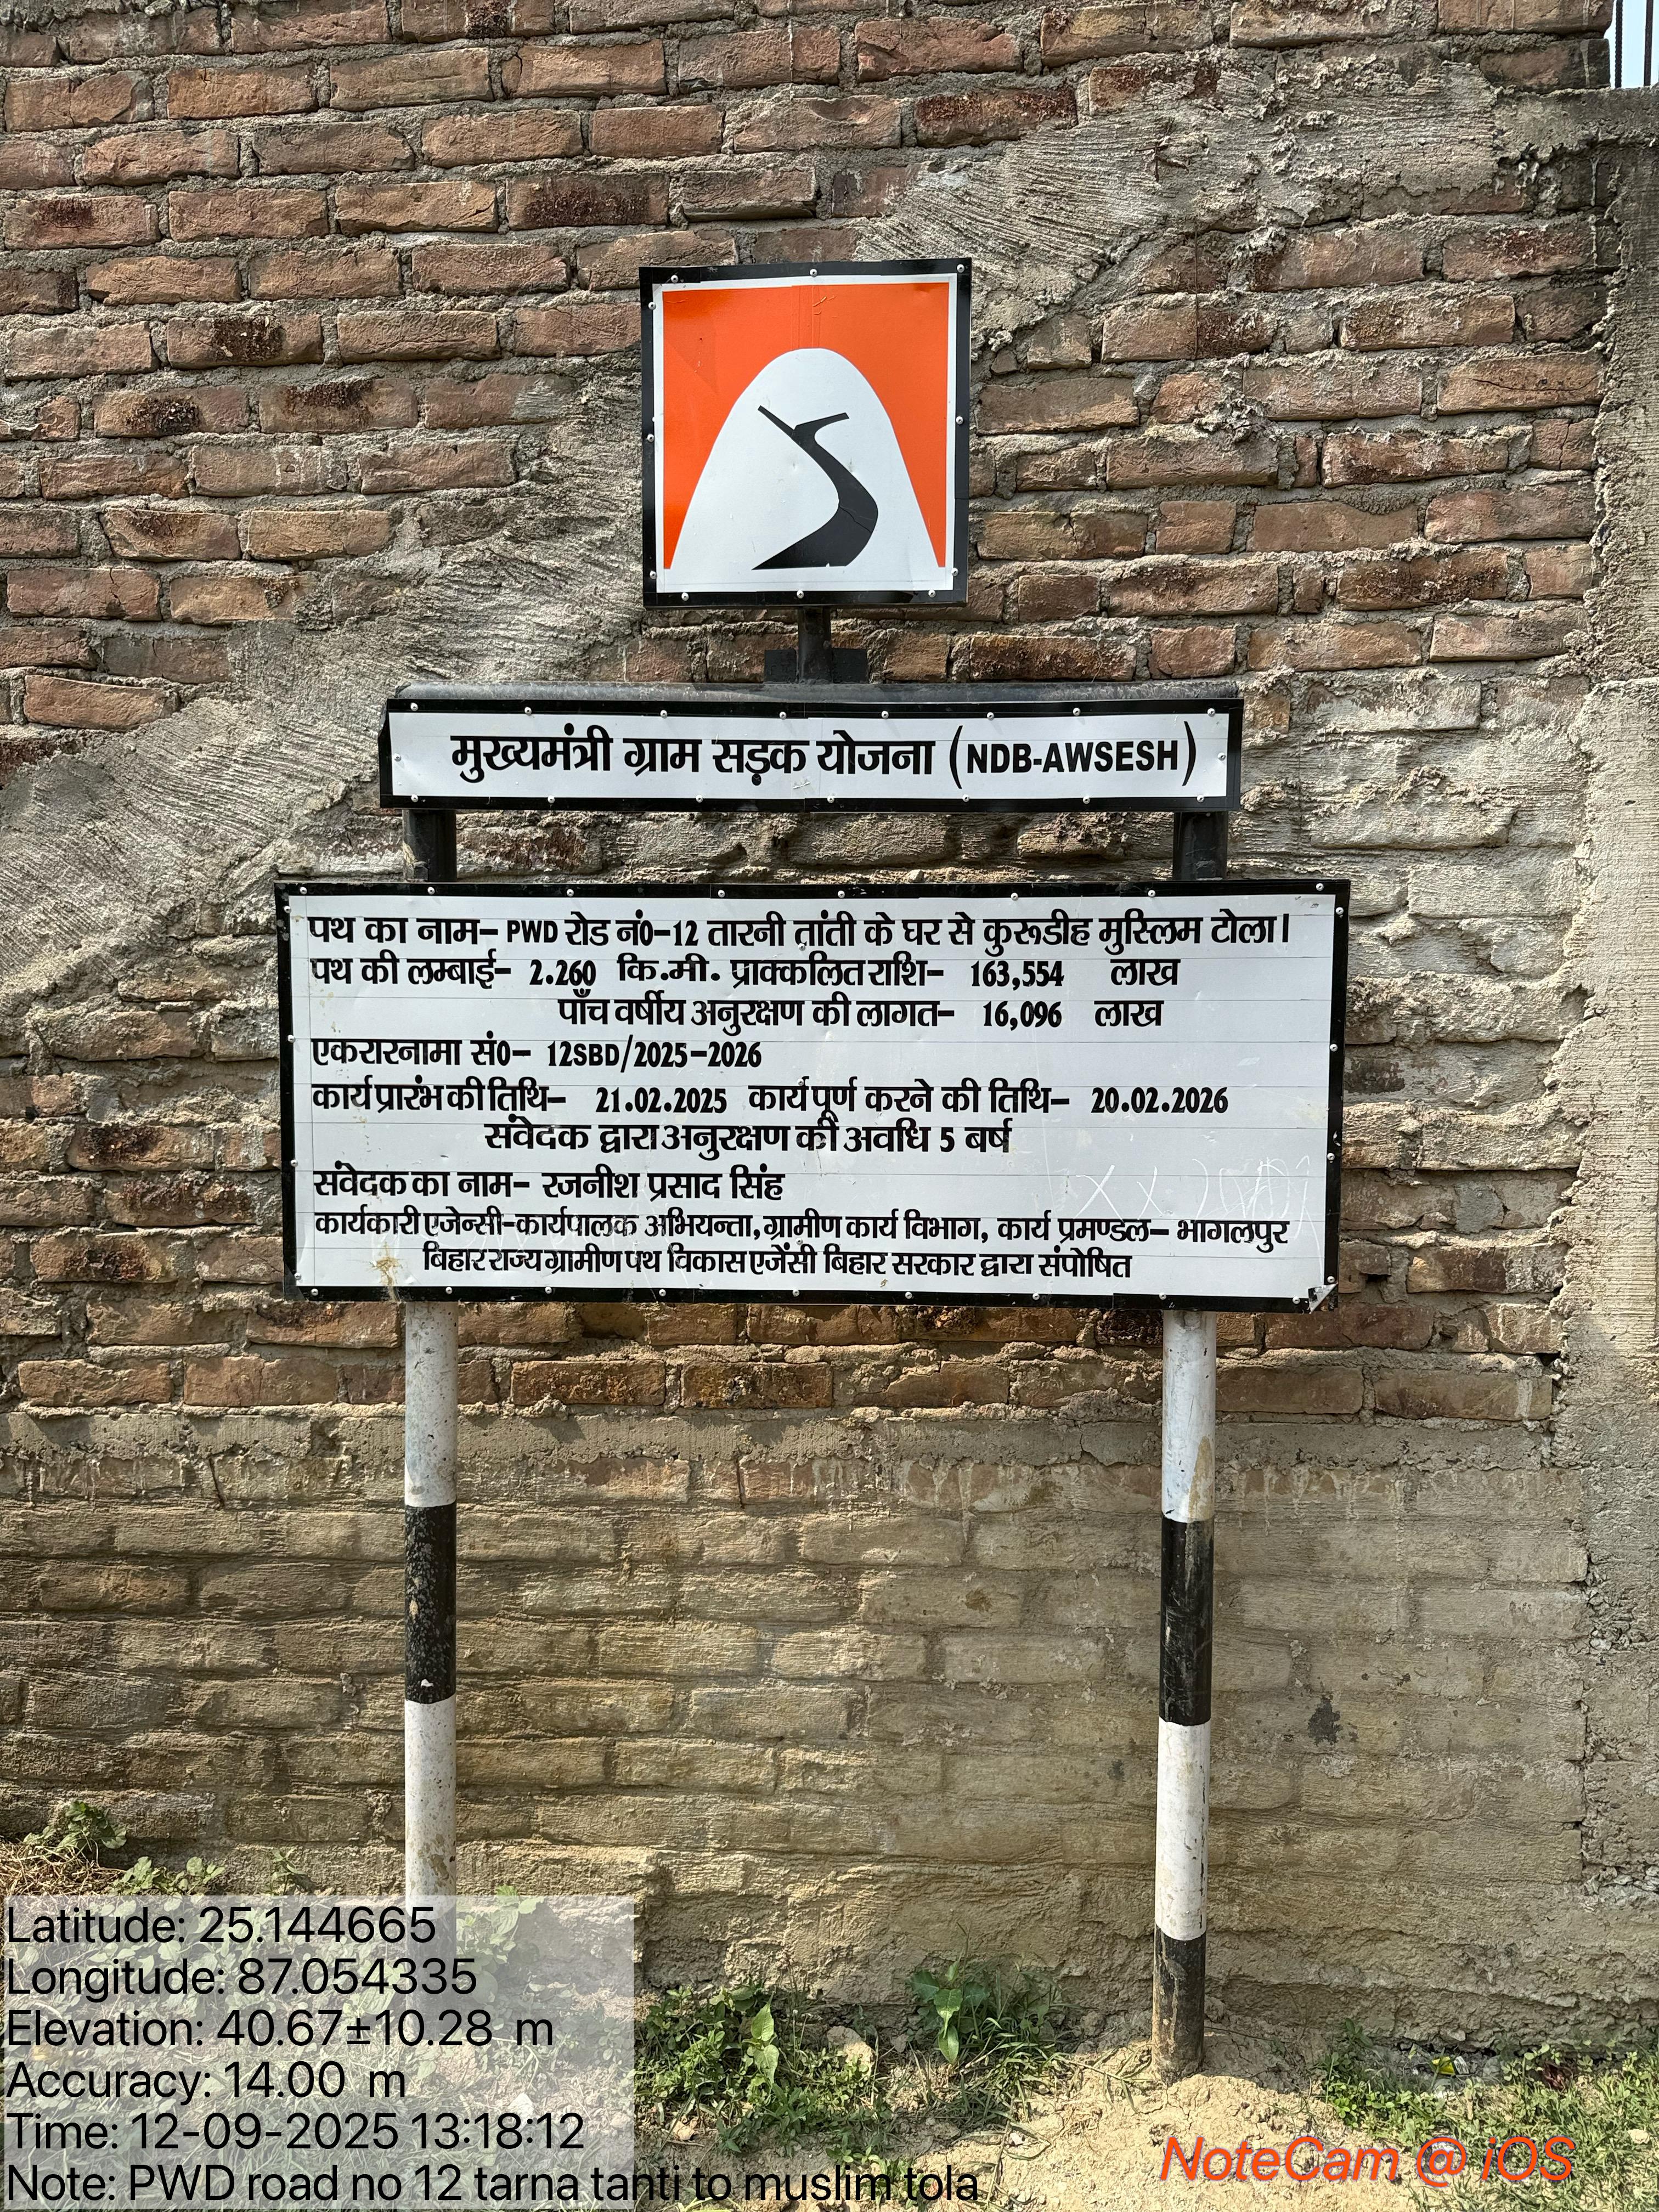 मुख्यमंत्री ग्राम सड़क योजना (NDB-AWSESH)
पथ का नाम– PWD रोड नं0-12 तारनी तांती के घर से कुरूडीह मुस्लिम टोला।
पथ की लम्बाई– 2.260 कि.मी. प्राक्कलित राशि– 163,554 लाख
पाँच वर्षीय अनुरक्षण की लागत– 16,096 लाख
एकरारनामा सं0– 12SBD/2025-2026
कार्य प्रारंभ की तिथि– 21.02.2025 कार्य पूर्ण करने की तिथि– 20.02.2026
संवेदक द्वारा अनुरक्षण की अवधि 5 बर्ष
संवेदक का नाम– रजनीश प्रसाद सिंह
कार्यकारी एजेन्सी-कार्यपालक अभियन्ता, ग्रामीण कार्य विभाग, कार्य प्रमण्डल– भागलपुर
बिहार राज्य ग्रामीण पथ विकास एजेंसी बिहार सरकार द्वारा संपोषित
Latitude: 25.144665
Longitude: 87.054335
Elevation: 40.67±10.28 m
Accuracy: 14.00 m
Time: 12-09-2025 13:18:12
Note: PWD road no 12 tarna tanti to muslim tola
NoteCam @ iOS